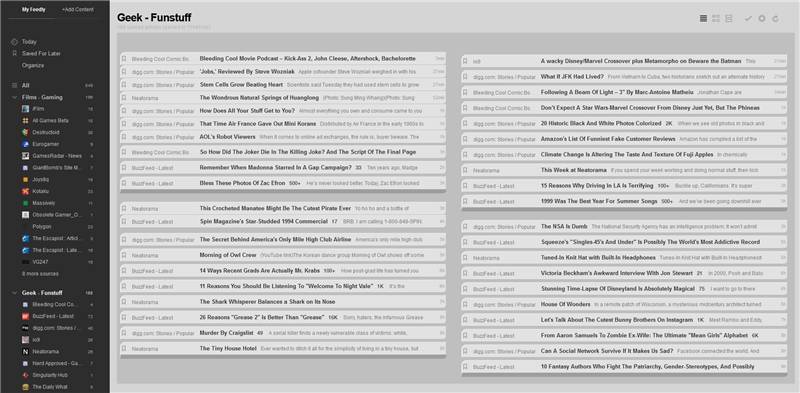 My Feedly
+Add Content
Today
Saved For Later
Organize
All
Films - Gaming
/Film
All Games Beta
Destructoid
Eurogamer
GamesRadar - News
GiantBomb's Site M...
Joystiq
Kotaku
Massively
Obsolete Gamer
Polygon
The Escapist : Articl...
The Escapist : Lates...
VG247
8 more sources
Geek - Funstuff
Bleeding Cool Co...
BuzzFeed - Latest
digg.com: Stories / ...
io9
Neatorama
Nerd Approved - Ga...
Singularity Hub
The Daily What
Geek - Funstuff
Bleeding Cool Comic Bo. Bleeding Cool Movie Podcast – Kick-Ass 2, John Cleese, Aftershock, Bachelorette
digg.com: Stories / Popular 'Jobs,' Reviewed By Steve Wozniak Apple cofounder Steve Wozniak weighed in with his
digg.com: Stories / Popular Stem Cells Grow Beating Heart Scientists said Tuesday they had used stem cells to grow
Neatorama The Wondrous Natural Springs of Huanglong (Photo: Sung Ming Whang)(Photo: Sung
digg.com: Stories / Popular How Does All Your Stuff Get to You? Almost everything you own and consume came to you
digg.com: Stories / Popular That Time Air France Gave Out Mini Korans Distributed by Air France in the early 1980s to
digg.com: Stories / Popular AOL's Robot Viewers When it comes to online ad exchanges, the rule is, buyer beware. The
Bleeding Cool Comic Bo. So How Did The Joker Die In The Killing Joke? And The Script Of The Final Page
BuzzFeed - Latest Remember When Madonna Starred In A Gap Campaign? 33 Ten years ago, Madge
BuzzFeed - Latest Bless These Photos Of Zac Efron 500+ He's never looked better. Today, Zac Efron looked
Neatorama This Crocheted Manatee Might Be The Cutest Pirate Ever Yo ho ho and a bottle of
BuzzFeed - Latest Spin Magazine's Star-Studded 1994 Commercial 17 BRB. I am calling 1-800-649-SPIN.
digg.com: Stories / Popular The Secret Behind America's Only Mile High Club Airline America's only mile-high-club
Neatorama Morning of Owl Crew (YouTube link)The Korean dance group Morning of Owl shows off some
BuzzFeed - Latest 14 Ways Recent Grads Are Actually Mr. Krabs 100+ How post-grad life has turned you
BuzzFeed - Latest 11 Reasons You Should Be Listening To "Welcome To Night Vale" 1K It's the
Neatorama The Shark Whisperer Balances a Shark on Its Nose
BuzzFeed - Latest 26 Reasons "Grease 2" Is Better Than "Grease" 16K Sorry, haters, the infamous Grease
digg.com: Stories / Popular Murder By Craigslist 49 A serial killer finds a newly vulnerable class of victims: white,
Neatorama The Tiny House Hotel Ever wanted to ditch it all for the simplicity of living in a tiny house, but
io9 A wacky Disney/Marvel Crossover plus Metamorpho on Beware the Batman This
digg.com: Stories / Popular What If JFK Had Lived? From Vietnam to Cuba, two historians sketch out an alternate history
Bleeding Cool Comic Bo. Following A Beam Of Light – 3" By Marc-Antoine Mathelu Jonathan Cape are
Bleeding Cool Comic Bo. Don't Expect A Star Wars-Marvel Crossover From Disney Just Yet, But The Phineas
digg.com: Stories / Popular 20 Historic Black And White Photos Colorized 2K When we see old photos in black and
digg.com: Stories / Popular Amazon's List Of Funniest Fake Customer Reviews Amazon has compiled a list of the
digg.com: Stories / Popular Climate Change Is Altering The Taste And Texture Of Fuji Apples In chemically
Neatorama This Week at Neatorama If you spend your week working and doing normal stuff, then kick
BuzzFeed - Latest 15 Reasons Why Driving In LA Is Terrifying 100+ Buckle up, Californians. It's super
BuzzFeed - Latest 1999 Was The Best Year For Summer Songs 500+ And we've been going downhill ever
digg.com: Stories / Popular The NSA Is Dumb The National Security Agency has an intelligence problem: It won't admit
BuzzFeed - Latest Squeeze's "Singles-45's And Under" Is Possibly The World's Most Addictive Record
Neatorama Tuned-In Knit Hat with Built-In Headphones Tuned-In Knit Hat with Built-In Headphones
BuzzFeed - Latest Victoria Beckham's Awkward Interview With Jon Stewart 21 In 2000, Posh and Baby
digg.com: Stories / Popular Stunning Time-Lapse Of Disneyland Is Absolutely Magical 75 I want to go to there
digg.com: Stories / Popular House Of Wonders In a remote patch of Wisconsin, a mysterious midcentury architect turned
BuzzFeed - Latest Let's Talk About The Cutest Bunny Brothers On Instagram 1K Meet Rambo and Eddy,
BuzzFeed - Latest From Aaron Samuels To Zombie Ex-Wife: The Ultimate "Mean Girls" Alphabet 6K
digg.com: Stories / Popular Can A Social Network Survive If It Makes Us Sad? Facebook connected the world. And
BuzzFeed - Latest 10 Fantasy Authors Who Fight The Patriarchy, Gender-Stereotypes, And Possibly